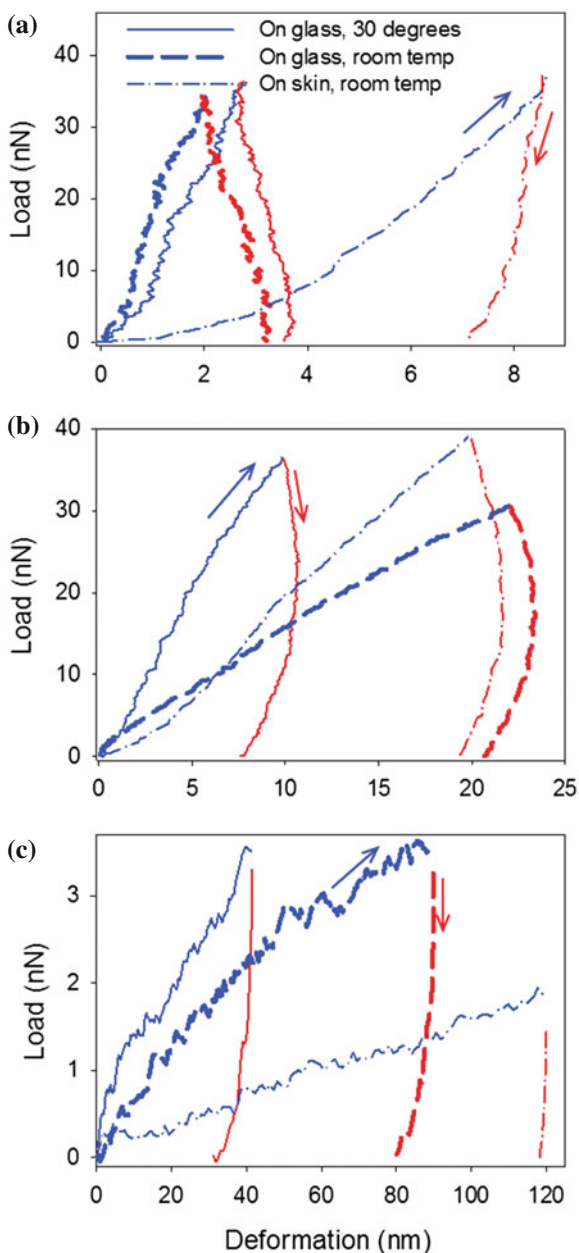 (a)
On glass, 30 degrees
On glass, room temp
On skin, room temp
Load (nN)
40
30
20
10
0
0 2 4 6 8
(b)
Load (nN)
40
30
20
10
0
0 5 10 15 20 25
(c)
Load (nN)
3
2
1
0
0 20 40 60 80 100 120
Deformation (nm)